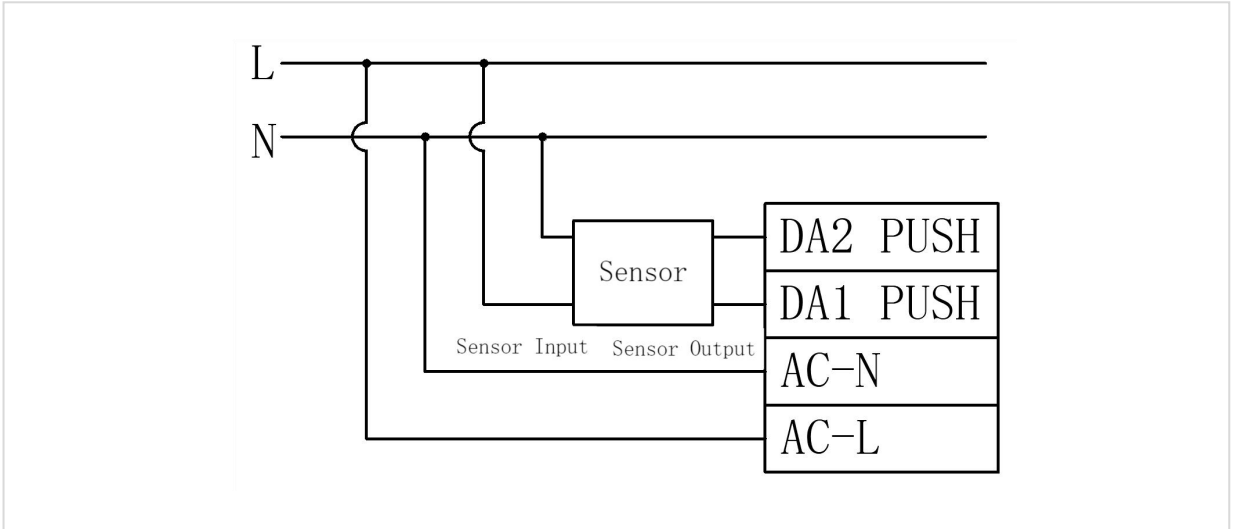 L
N
DA2 PUSH
Sensor
DA1 PUSH
Sensor Input
Sensor Output
AC-N
AC-L